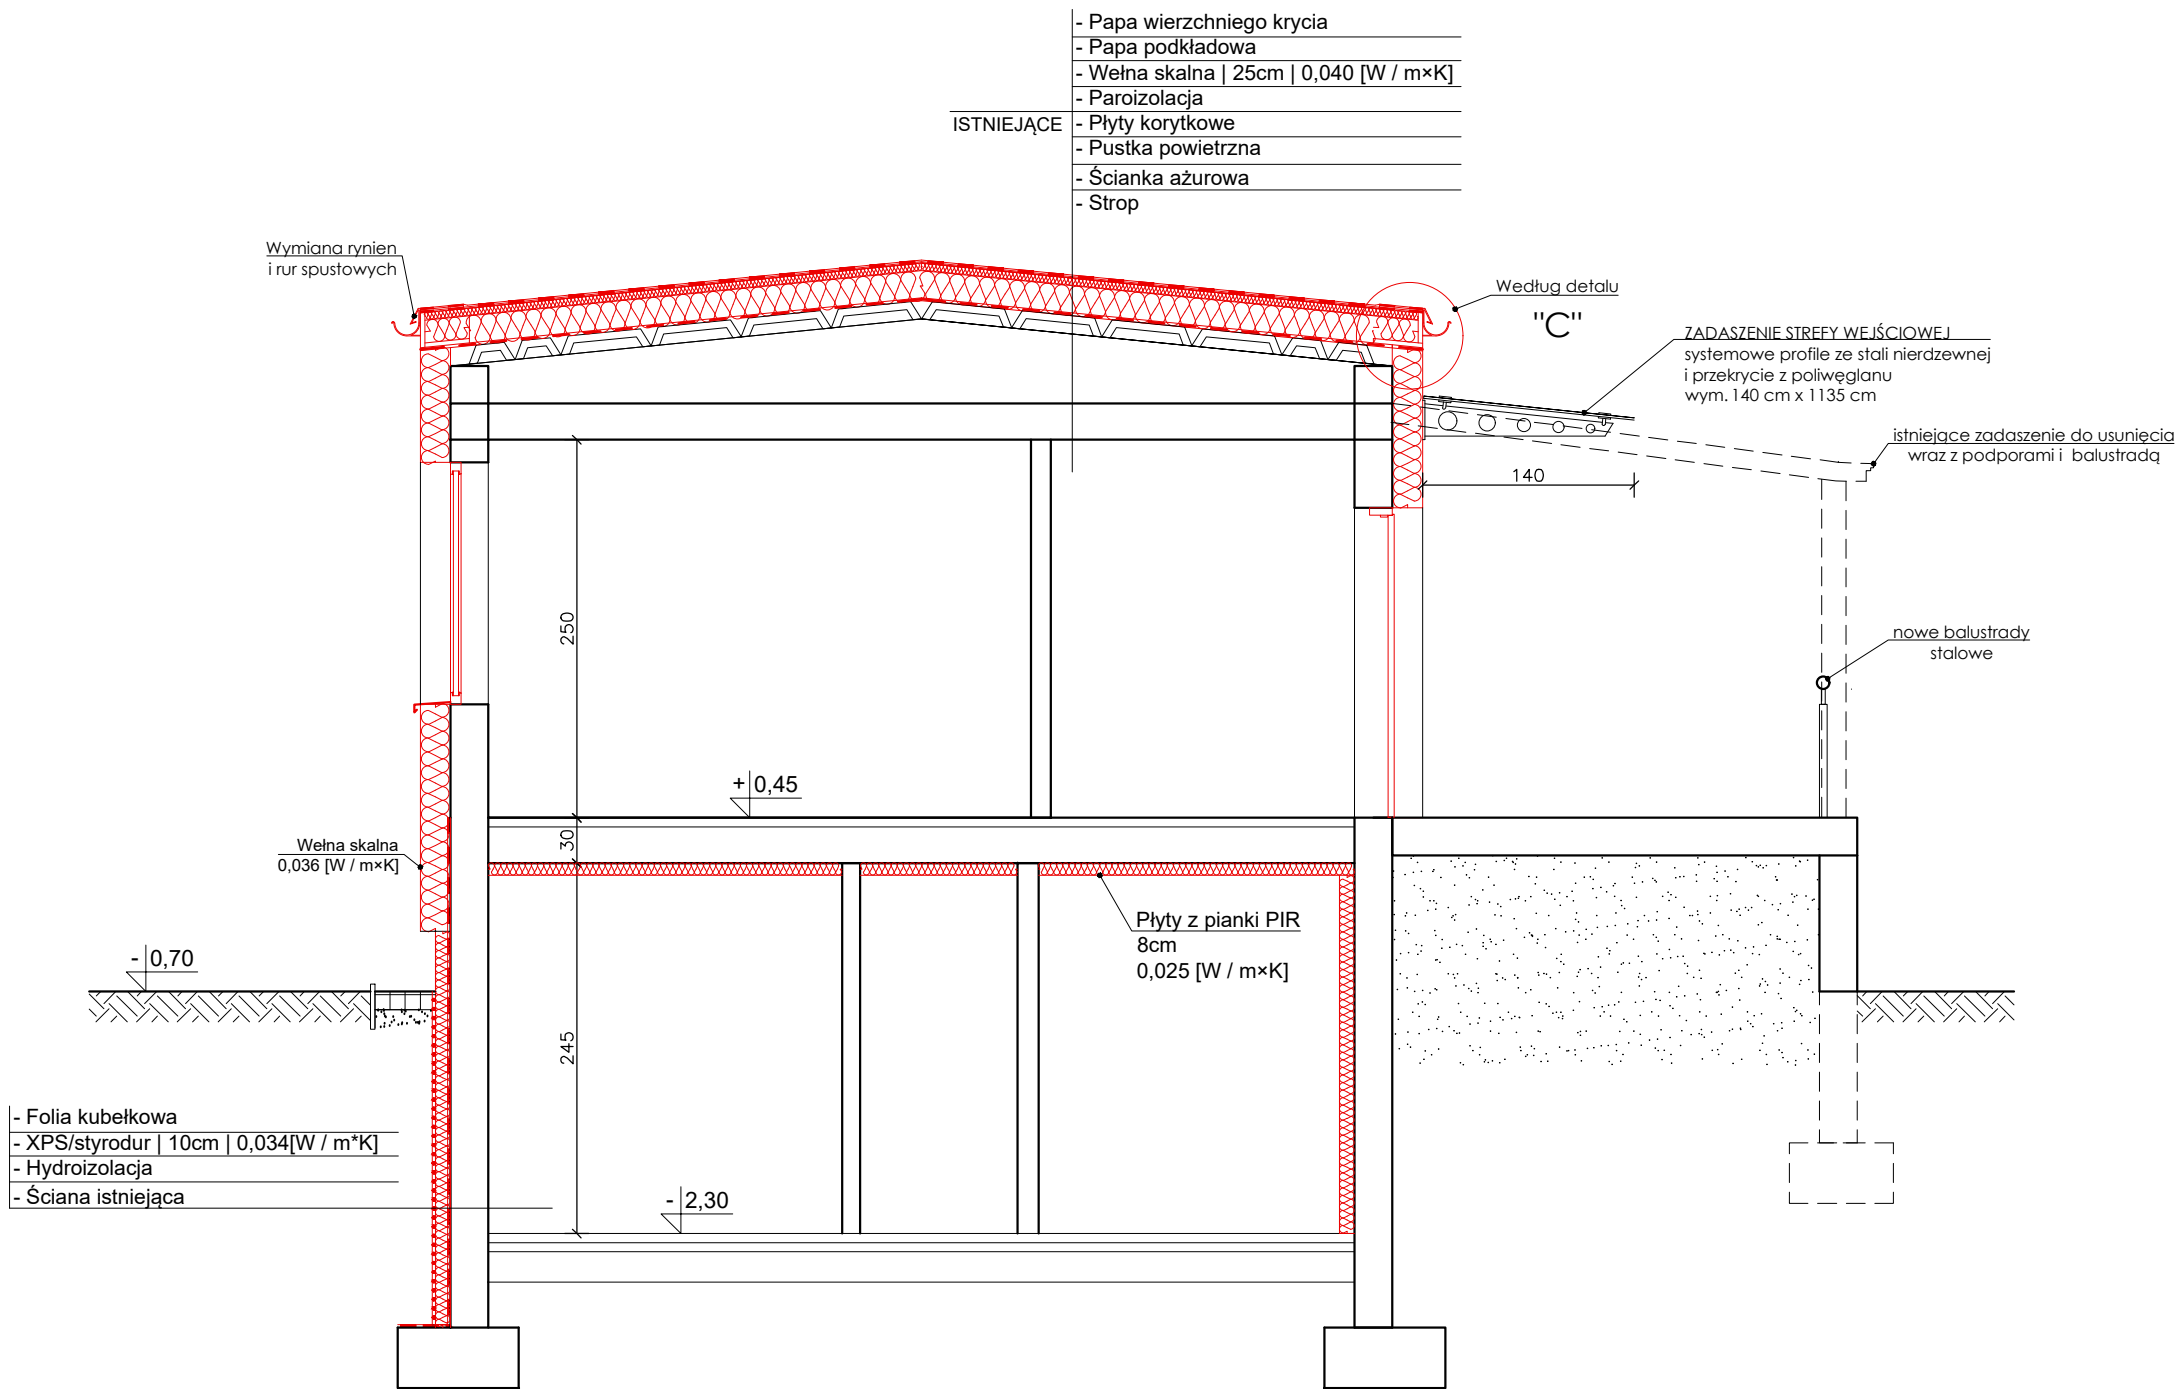 - Papa wierzchniego krycia
- Papa podkładowa
- Wełna skalna | 25cm | 0,040 [W / m×K]
- Paroizolacja
ISTNIEJĄCE
- Płyty korytkowe
- Pustka powietrzna
- Ścianka ażurowa
- Strop
Wymiana rynien
i rur spustowych
Według detalu
"C"
ZADASZENIE STREFY WEJŚCIOWEJ
systemowe profile ze stali nierdzewnej
i przekrycie z poliwęglanu
wym. 140 cm x 1135 cm
istniejące zadaszenie do usunięcia
wraz z podporami i balustradą
140
250
nowe balustrady
stalowe
+ 0,45
30
Wełna skalna
0,036 [W / m×K]
Płyty z pianki PIR
8cm
0,025 [W / m×K]
- 0,70
245
- Folia kubełkowa
- XPS/styrodur | 10cm | 0,034[W / m*K]
- Hydroizolacja
- Ściana istniejąca
- 2,30